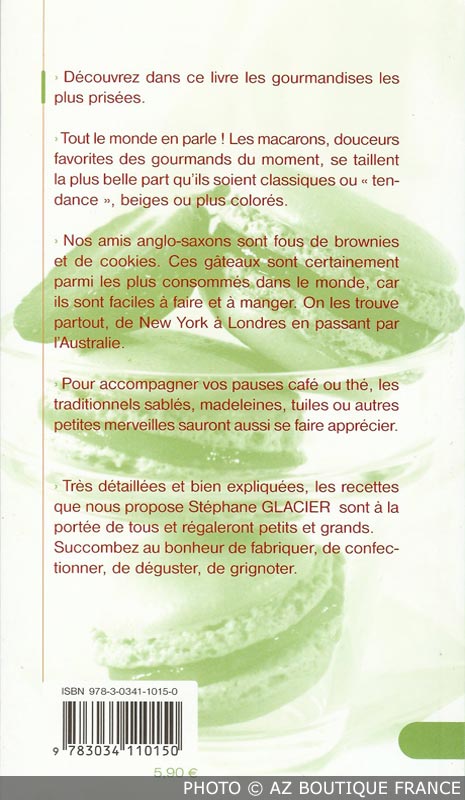 › Découvrez dans ce livre les gourmandises les
plus prisées.
› Tout le monde en parle ! Les macarons, douceurs
favorites des gourmands du moment, se taillent
la plus belle part qu'ils soient classiques ou « ten-
dance », beiges ou plus colorés.
› Nos amis anglo-saxons sont fous de brownies
et de cookies. Ces gâteaux sont certainement
parmi les plus consommés dans le monde, car
ils sont faciles à faire et à manger. On les trouve
partout, de New York à Londres en passant par
l'Australie.
› Pour accompagner vos pauses café ou thé, les
traditionnels sablés, madeleines, tuiles ou autres
petites merveilles sauront aussi se faire apprécier.
› Très détaillées et bien expliquées, les recettes
que nous propose Stéphane GLACIER sont à la
portée de tous et régaleront petits et grands.
Succombez au bonheur de fabriquer, de confec-
tionner, de déguster, de grignoter.
ISBN 978-3-0341-1015-0
9 783034 110150
5,90 €
PHOTO © AZ BOUTIQUE FRANCE